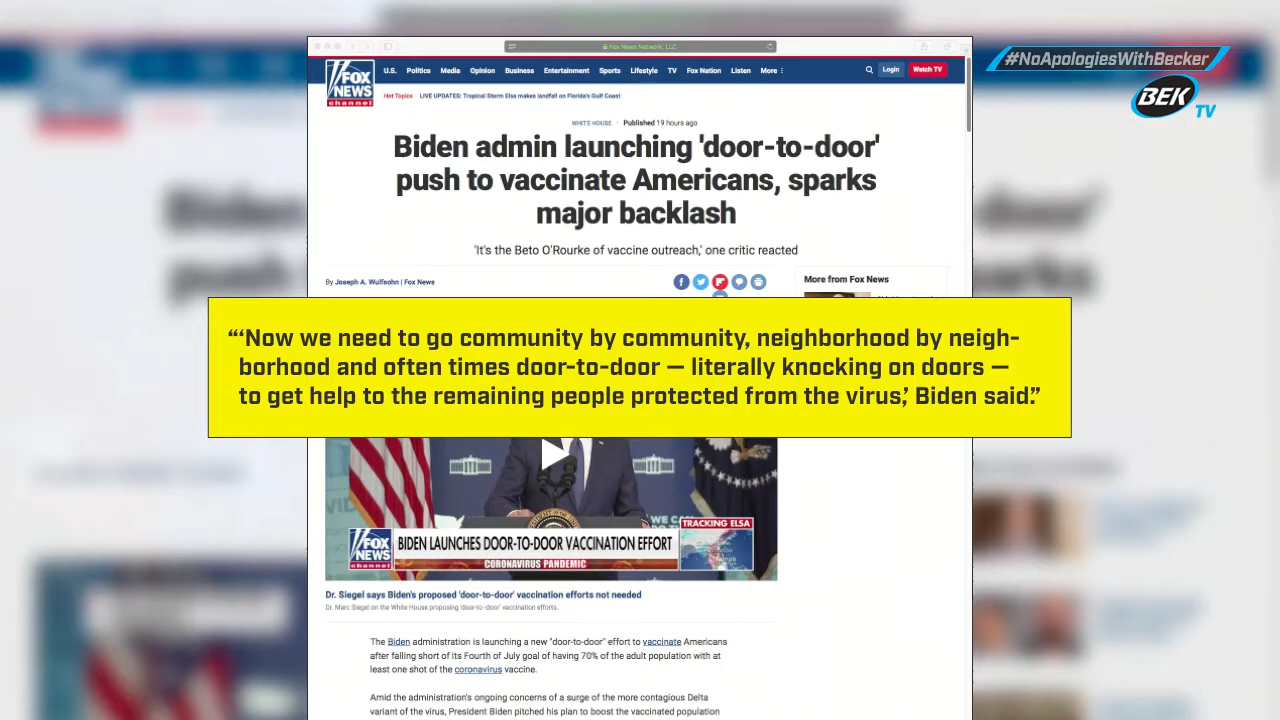 Fox News Network, LLC
#NoApologiesWithBecker
BEK TV
FOX NEWS channel
U.S. Politics Media Opinion Business Entertainment Sports Lifestyle TV Fox Nation Listen More Login Watch TV
Hot Topics LIVE UPDATES: Tropical Storm Elsa makes landfall on Florida's Gulf Coast
WHITE HOUSE · Published 19 hours ago
Biden admin launching 'door-to-door'
push to vaccinate Americans, sparks
major backlash
'It's the Beto O'Rourke of vaccine outreach,' one critic reacted
By Joseph A. Wulfsohn | Fox News
More from Fox News
“‘Now we need to go community by community, neighborhood by neigh-
borhood and often times door-to-door — literally knocking on doors —
to get help to the remaining people protected from the virus,’ Biden said.”
WE CAN
TRACKING ELSA
FOX NEWS channel
BIDEN LAUNCHES DOOR-TO-DOOR VACCINATION EFFORT
CORONAVIRUS PANDEMIC
Dr. Siegel says Biden's proposed 'door-to-door' vaccination efforts not needed
Dr. Marc Siegel on the White House proposing 'door-to-door' vaccination efforts.
The Biden administration is launching a new "door-to-door" effort to vaccinate Americans
after falling short of its Fourth of July goal of having 70% of the adult population with at
least one shot of the coronavirus vaccine.
Amid the administration's ongoing concerns of a surge of the more contagious Delta
variant of the virus, President Biden pitched his plan to boost the vaccinated population